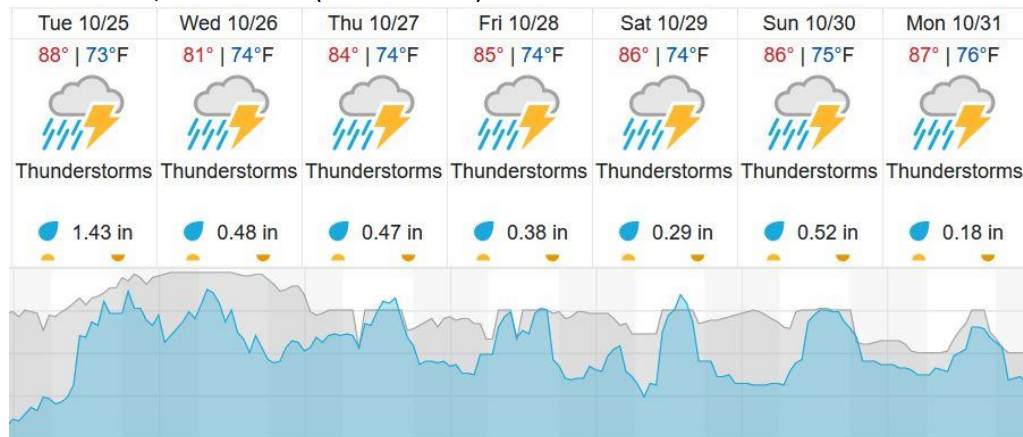 Tue 10/25 Wed 10/26 Thu 10/27 Fri 10/28 Sat 10/29 Sun 10/30 Mon 10/31
88° | 73°F 81° | 74°F 84° | 74°F 85° | 74°F 86° | 74°F 86° | 75°F 87° | 76°F
Thunderstorms Thunderstorms Thunderstorms Thunderstorms Thunderstorms Thunderstorms Thunderstorms
1.43 in 0.48 in 0.47 in 0.38 in 0.29 in 0.52 in 0.18 in